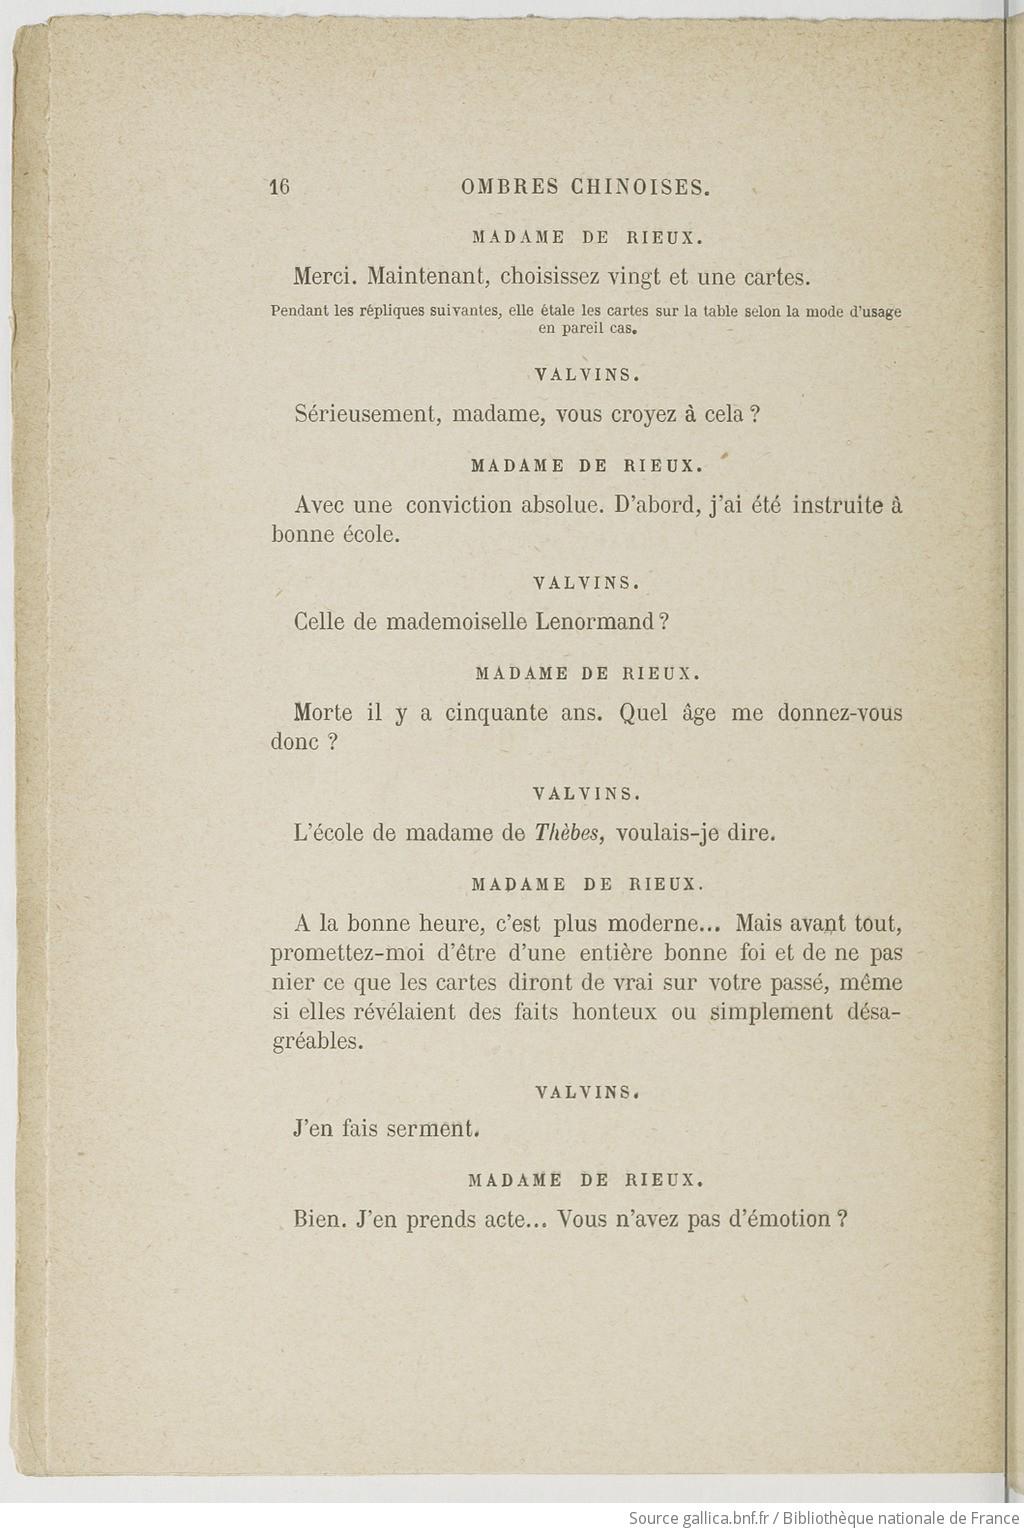 16 OMBRES CHINOISES.
MADAME DE RIEUX.
Merci. Maintenant, choisissez vingt et une cartes.
Pendant les répliques suivantes, elle étale les cartes sur la table selon la mode d'usage
en pareil cas.
VALVINS.
Sérieusement, madame, vous croyez à cela ?
MADAME DE RIEUX.
Avec une conviction absolue. D'abord, j'ai été instruite à
bonne école.
VALVINS.
Celle de mademoiselle Lenormand ?
MADAME DE RIEUX.
Morte il y a cinquante ans. Quel âge me donnez-vous
donc ?
VALVINS.
L'école de madame de Thèbes, voulais-je dire.
MADAME DE RIEUX.
A la bonne heure, c'est plus moderne... Mais avant tout,
promettez-moi d'être d'une entière bonne foi et de ne pas
nier ce que les cartes diront de vrai sur votre passé, même
si elles révélaient des faits honteux ou simplement désa-
gréables.
VALVINS.
J'en fais serment.
MADAME DE RIEUX.
Bien. J'en prends acte... Vous n'avez pas d'émotion ?
Source gallica.bnf.fr / Bibliothèque nationale de France